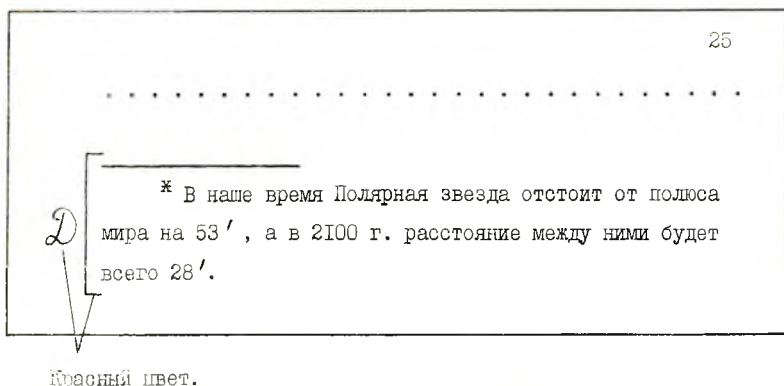 25
* В наше время Полярная звезда отстоит от полюса
Д мира на 53′, а в 2100 г. расстояние между ними будет
всего 28′.
Красный цвет.